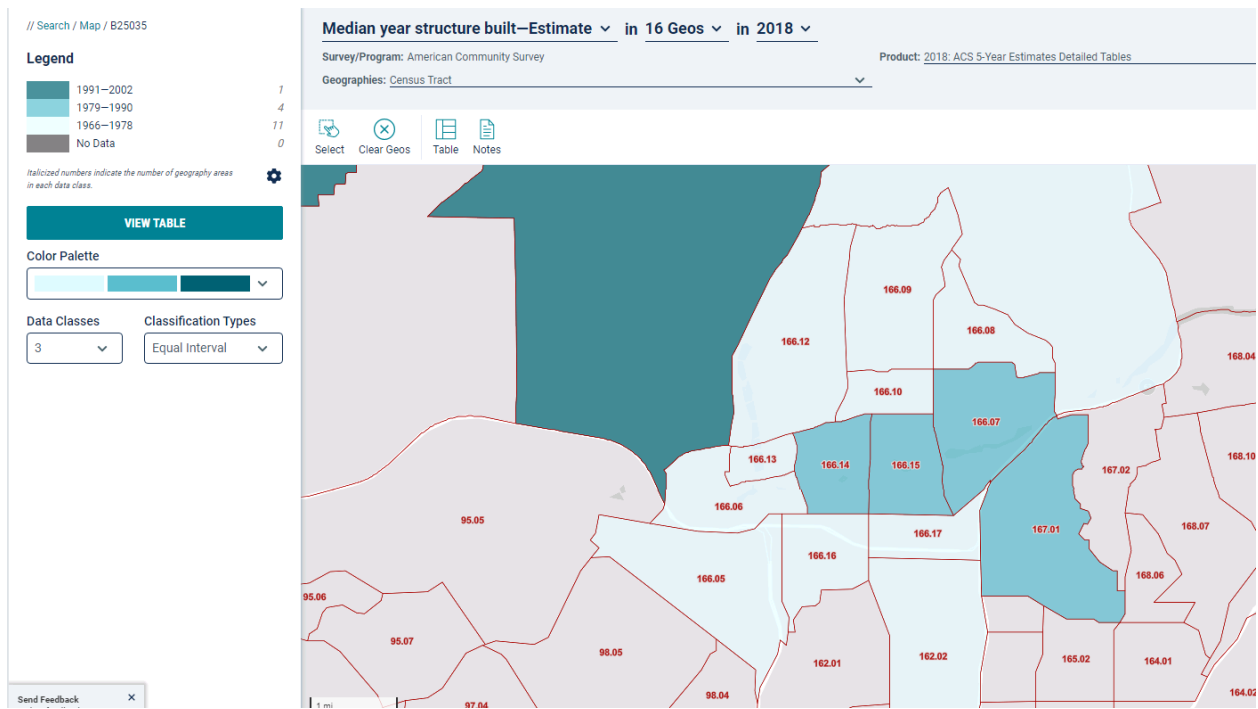 // Search / Map / B25035
Legend
1991—2002 1
1979—1990 4
1966—1978 11
No Data 0
Italicized numbers indicate the number of geography areas
in each data class.
VIEW TABLE
Color Palette
Data Classes Classification Types
3 Equal Interval
Send Feedback ×
Median year structure built—Estimate in 16 Geos in 2018
Survey/Program: American Community Survey Product: 2018: ACS 5-Year Estimates Detailed Tables
Geographies: Census Tract
Select Clear Geos Table Notes
166.09
166.08
166.12
168.04
166.10
166.07
166.13
166.14 166.15
168.10
167.02
166.06
95.05
168.07
167.01
166.17
166.16
166.05
168.06
95.06
95.07
98.05
162.01
162.02
165.02 164.01
98.04
164.02
97.04
1 mi